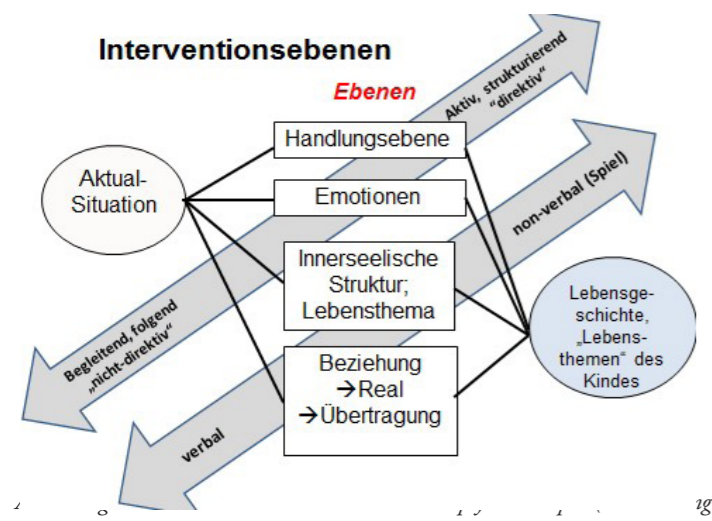 Interventionsebenen
Ebenen
Aktiv, strukturierend
"direktiv"
Handlungsebene
Aktual-
Situation
Emotionen
non-verbal (Spiel)
Innerseelische
Struktur;
Lebensthema
Lebensge-
schichte,
„Lebens-
themen" des
Kindes
Begleitend, folgend
„nicht-direktiv"
Beziehung
→Real
→Übertragung
verbal